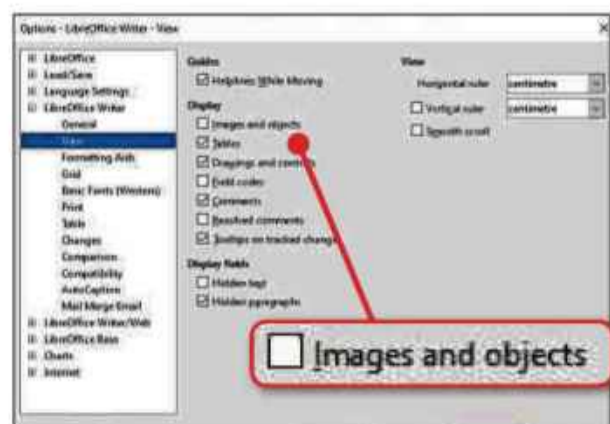 Options - LibreOffice Writer - View
LibreOffice
Load/Save
Language Settings
LibreOffice Writer
General
View
Formatting Aids
Grid
Basic Fonts (Western)
Print
Table
Changes
Comparison
Compatibility
AutoCaption
Mail Merge Email
LibreOffice Writer/Web
LibreOffice Base
Charts
Internet
Guides
Helplines While Moving
Display
Images and objects
Tables
Drawings and controls
Field codes
Comments
Resolved comments
Tooltips on tracked changes
Display fields
Hidden text
Hidden paragraphs
View
Horizontal ruler centimetre
Vertical ruler centimetre
Smooth scroll
Images and objects